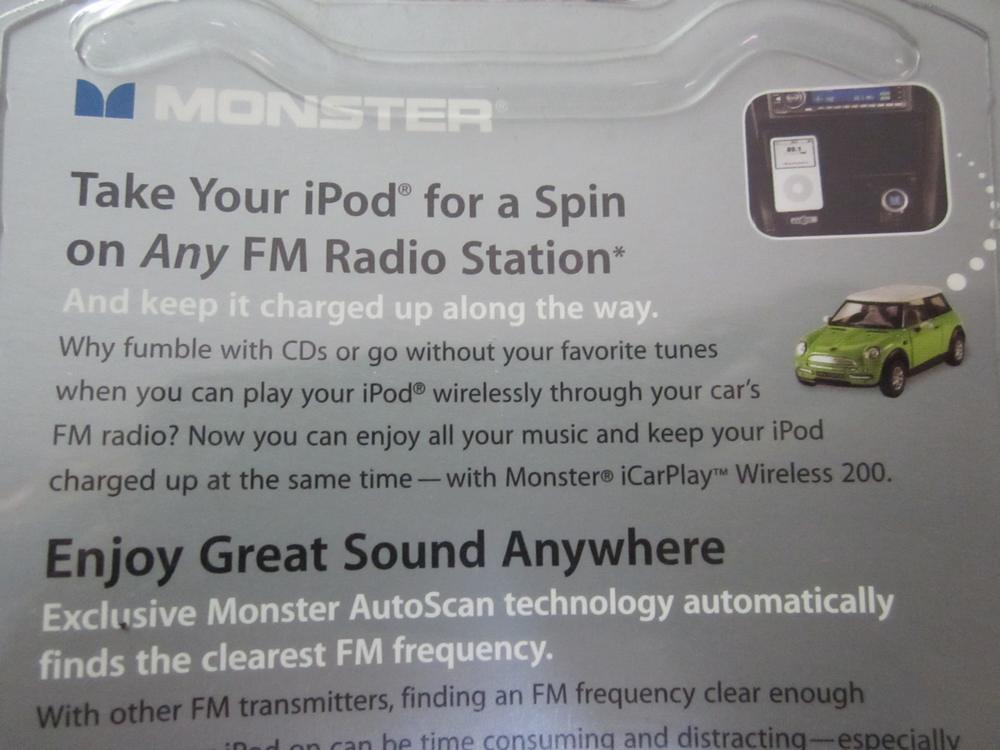 MONSTER®
Take Your iPod® for a Spin
on Any FM Radio Station*
And keep it charged up along the way.
Why fumble with CDs or go without your favorite tunes
when you can play your iPod® wirelessly through your car's
FM radio? Now you can enjoy all your music and keep your iPod
charged up at the same time—with Monster® iCarPlay™ Wireless 200.
Enjoy Great Sound Anywhere
Exclusive Monster AutoScan technology automatically
finds the clearest FM frequency.
With other FM transmitters, finding an FM frequency clear enough
iPod on can be time consuming and distracting—especially